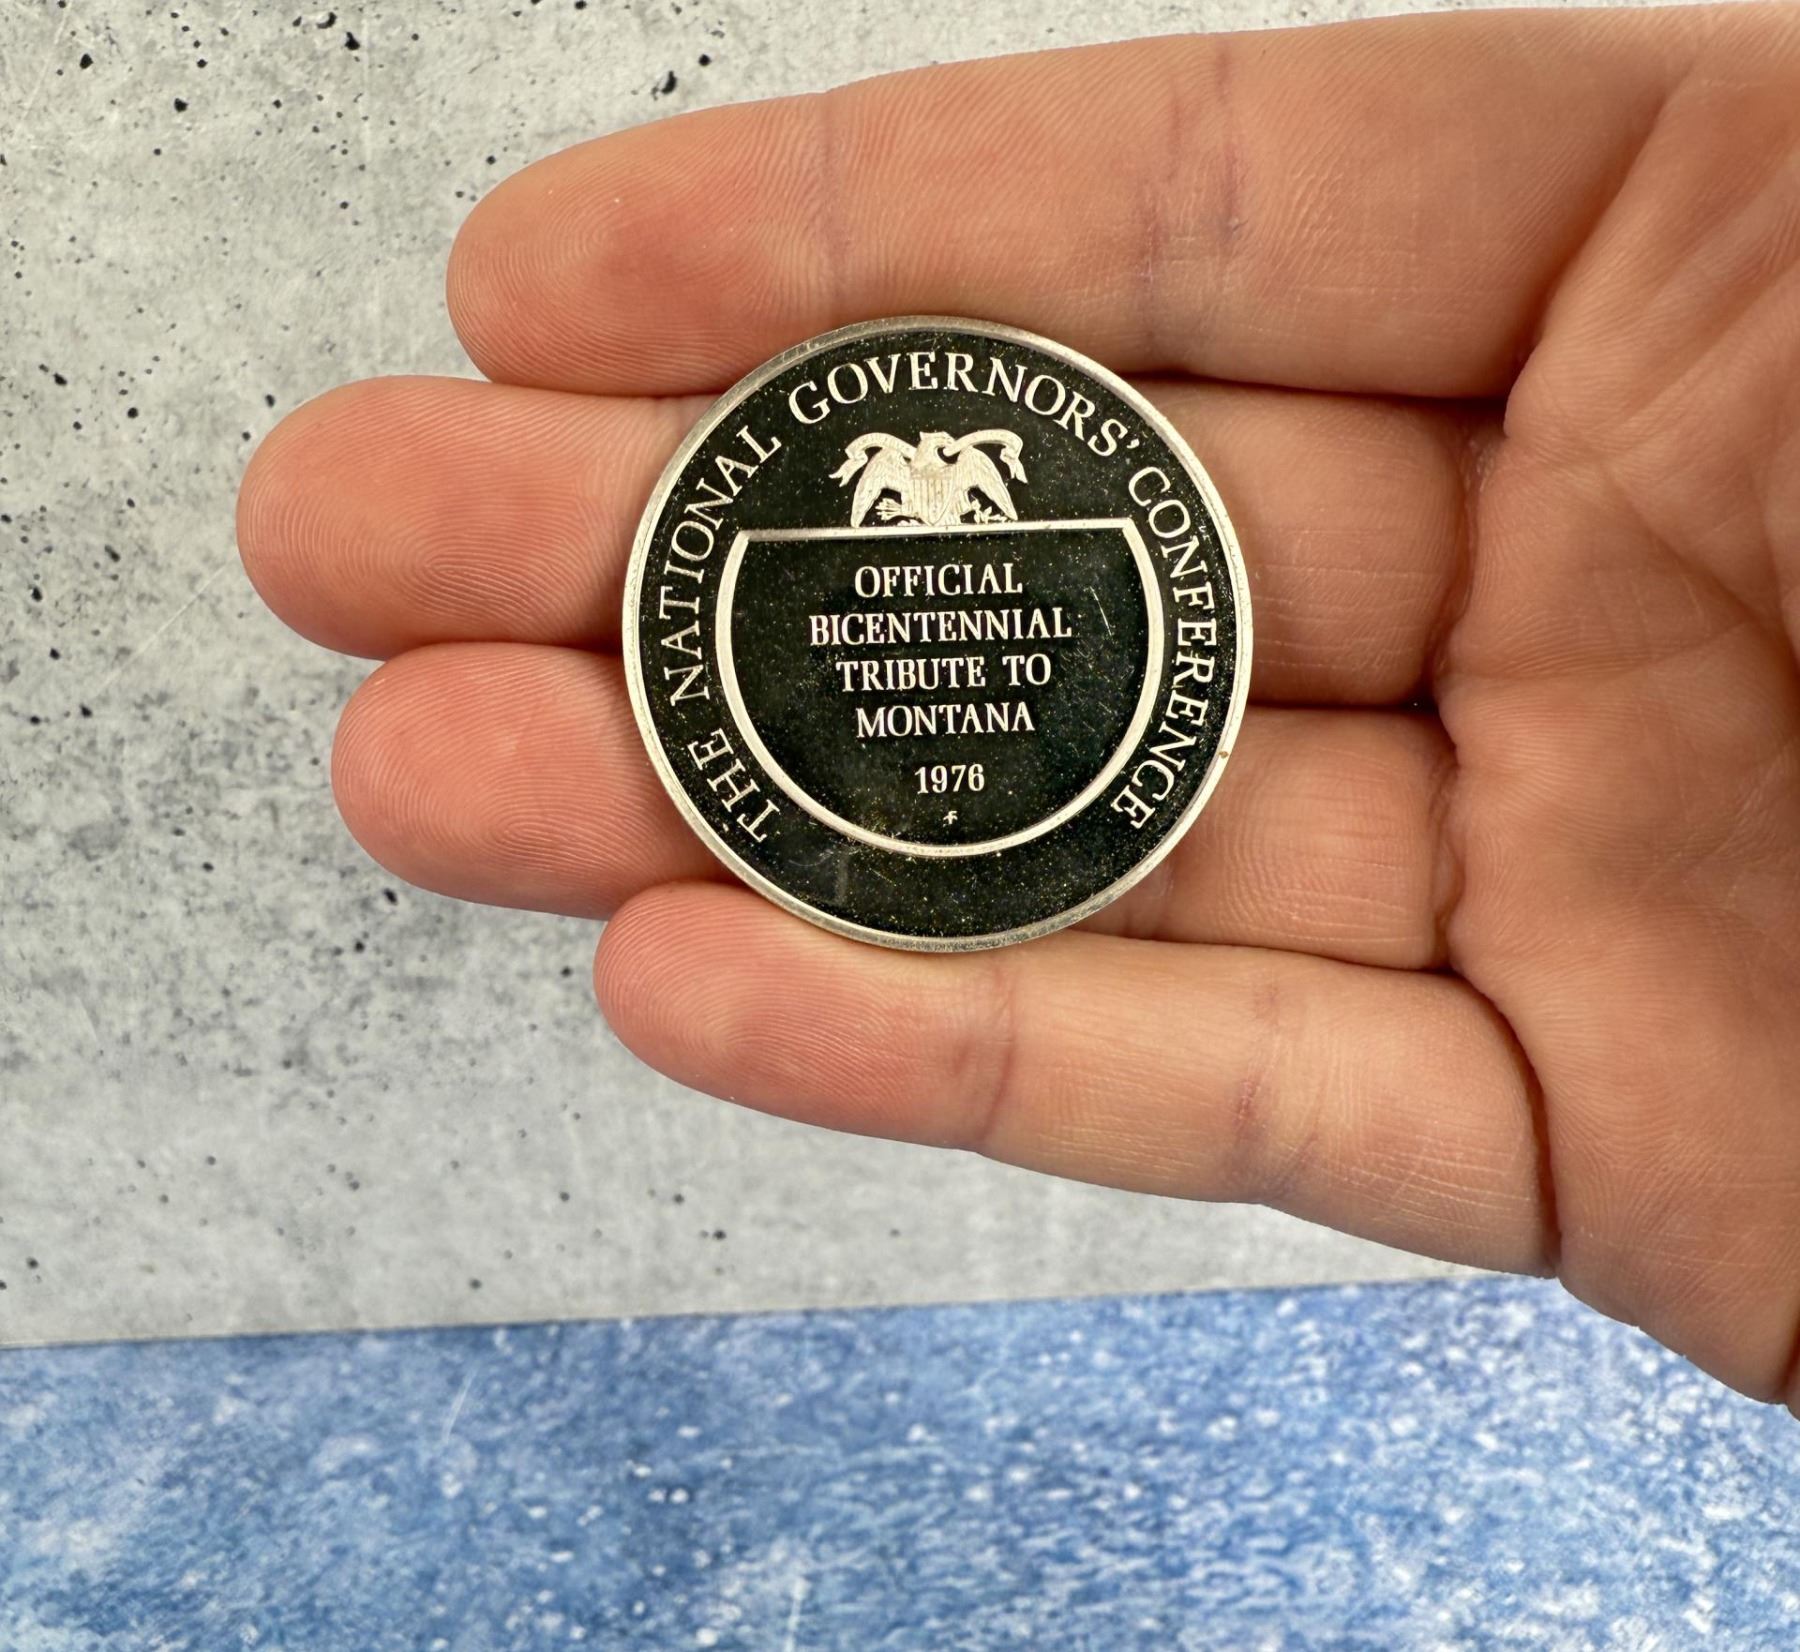 THE NATIONAL GOVERNORS' CONFERENCE
OFFICIAL
BICENTENNIAL
TRIBUTE TO
MONTANA
1976
f